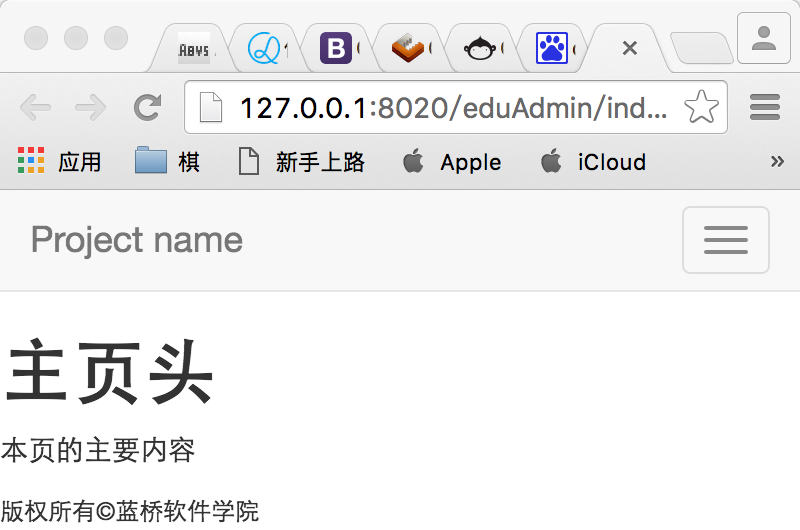 Abys
127.0.0.1:8020/eduAdmin/ind...
应用 棋 新手上路 Apple iCloud »
Project name
主页头
本页的主要内容
版权所有©蓝桥软件学院